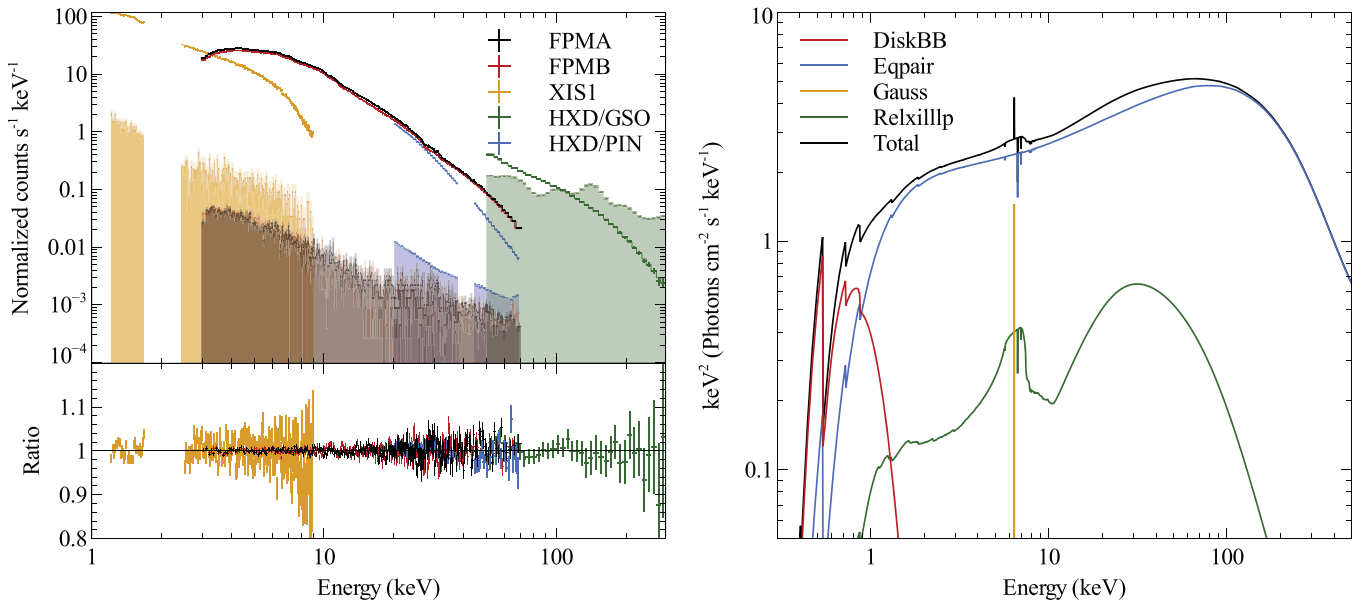 100
10
1
0.1
0.01
10⁻³
10⁻⁴
Normalized counts s⁻¹ keV⁻¹
FPMA
FPMB
XIS1
HXD/GSO
HXD/PIN
1.1
1
0.9
0.8
Ratio
1
10
100
Energy (keV)
10
1
0.1
keV² (Photons cm⁻² s⁻¹ keV⁻¹)
DiskBB
Eqpair
Gauss
Relxilllp
Total
1
10
100
Energy (keV)